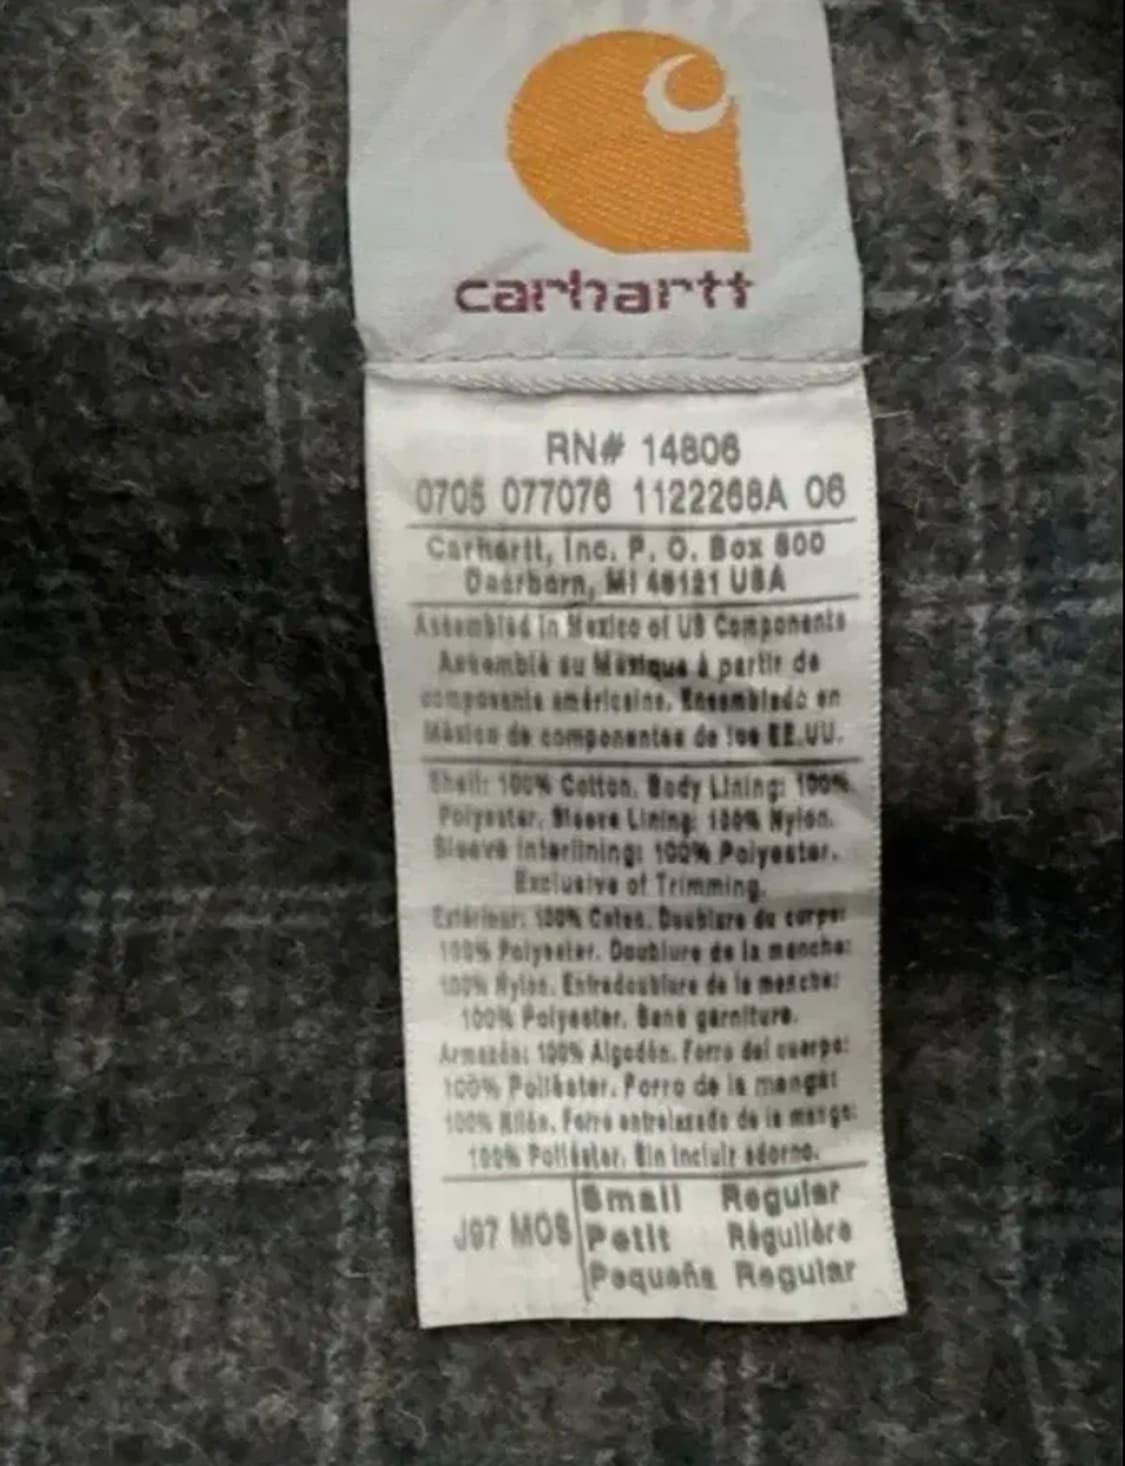 carhartt
RN# 14806
0705 077076 1122268A 06
Carhartt, Inc. P. O. Box 600
Dearborn, MI 48121 USA
Assembled in Mexico of US Components
Assemblé au Mexique à partir de
composants américains. Ensamblado en
México de componentes de los EE.UU.
Shell: 100% Cotton. Body Lining: 100%
Polyester. Sleeve Lining: 100% Nylon.
Sleeve Interlining: 100% Polyester.
Exclusive of Trimming.
Extérieur: 100% Coton. Doublure du corps:
100% Polyester. Doublure de la manche:
100% Nylon. Entredoublure de la manche:
100% Polyester. Sans garniture.
Armazón: 100% Algodón. Forro del cuerpo:
100% Poliéster. Forro de la manga:
100% Nilón. Forro entrelazado de la manga:
100% Poliéster. Sin incluir adorno.
J97 MOS
Small Regular
Petit Régulière
Pequeña Regular